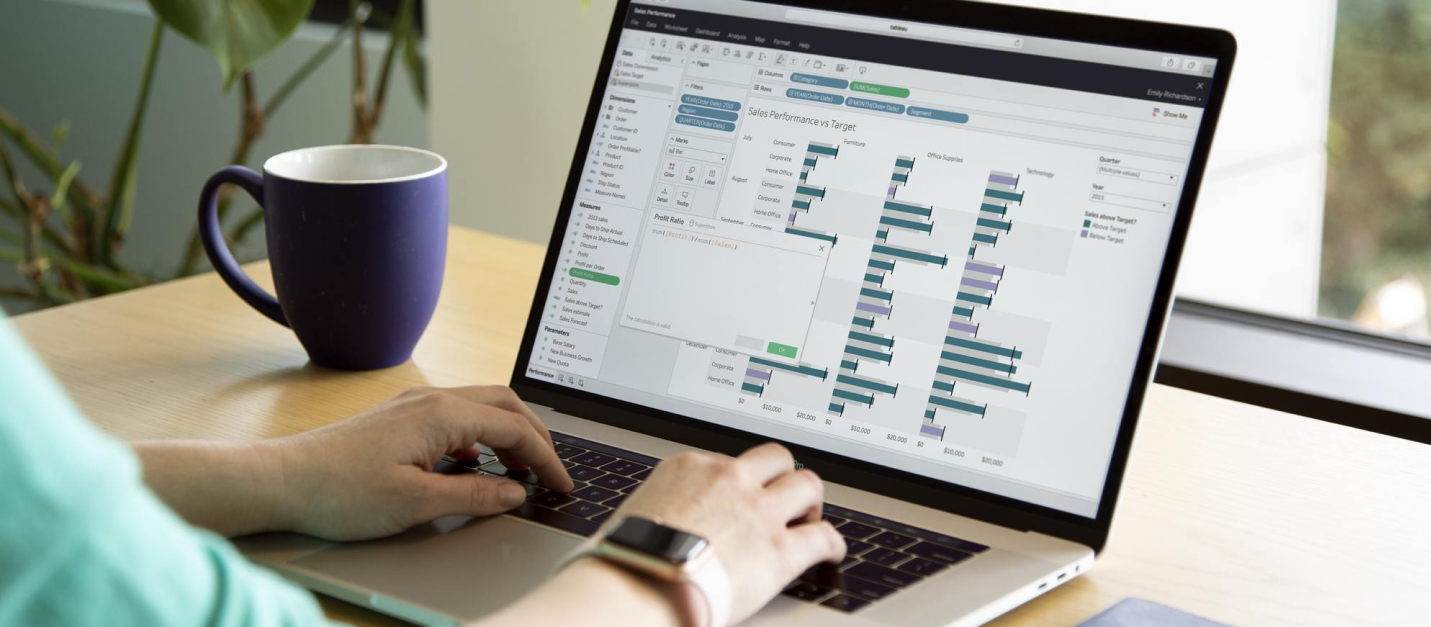 Sales Performance
tableau
File Data Worksheet Dashboard Analysis Map Format Help
Emily Richardson
Show Me
Data Analytics
Sales Commission
Sales Target
Superstore
Dimensions
Customer
Order
Customer ID
Location
Order Profitable?
Product
Product ID
Region
Ship Status
Measure Names
Measures
2013 sales
Days to Ship Actual
Days to Ship Scheduled
Discount
Profit
Profit per Order
Profit Ratio
Quantity
Sales
Sales above Target?
Sales estimate
Sales Forecast
Parameters
Base Salary
New Business Growth
New Quota
Performance
Pages
Filters
YEAR(Order Date): 2015
Region
QUARTER(Order Date)
Marks
Bar
Color Size Label
Detail Tooltip
Columns Category SUM(Sales)
Rows YEAR(Order Date) MONTH(Order Date) Segment
Sales Performance vs Target
Furniture Office Supplies Technology
July Consumer
Corporate
Home Office
August Consumer
Corporate
Home Office
September Consumer
Profit Ratio Superstore
sum([Profit])/sum([Sales])
The calculation is valid.
OK
December Consumer
Corporate
Home Office
$0 $10,000 $20,000 $0 $10,000 $20,000 $0 $10,000 $20,000
Quarter
(Multiple values)
Year
2015
Sales above Target?
Above Target
Below Target